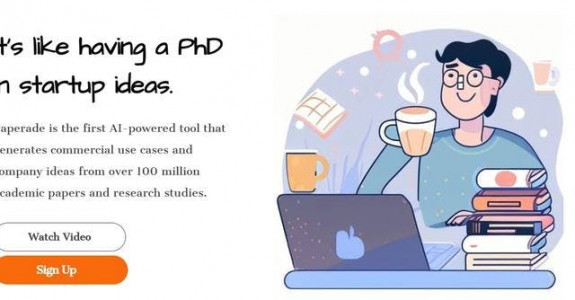 t's like having a PhD
n startup ideas.
aperade is the first AI-powered tool that
enerates commercial use cases and
ompany ideas from over 100 million
cademic papers and research studies.
Watch Video
Sign Up